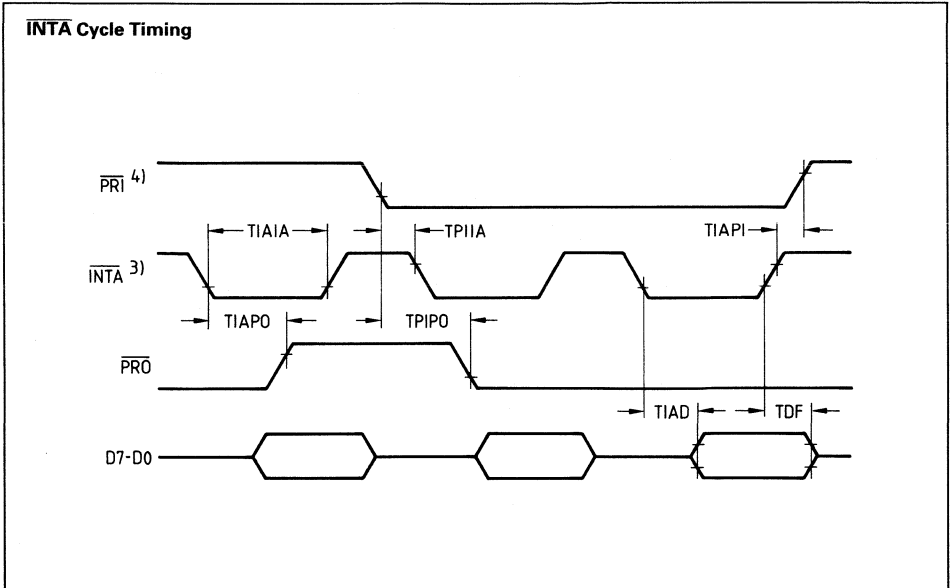 INTA Cycle Timing
PRI 4)
TIAIA TPIIA TIAPI
INTA 3)
TIAPO TPIPO
PRO
TIAD TDF
D7-D0